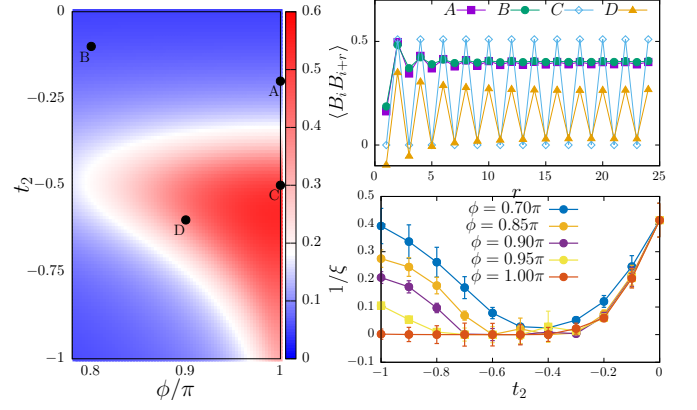 0
−0.25
−0.5
−0.75
−1
t₂
0.8
0.9
1
ϕ/π
B
A
C
D
0.6
0.5
0.4
0.3
0.2
0.1
0
⟨BᵢBᵢ₊ᵣ⟩
A B C D
0.5
0
0 5 10 15 20 25
r
0.5
0.4
0.3
0.2
0.1
0
−0.1
1/ξ
ϕ = 0.70π
ϕ = 0.85π
ϕ = 0.90π
ϕ = 0.95π
ϕ = 1.00π
−1 −0.8 −0.6 −0.4 −0.2 0
t₂